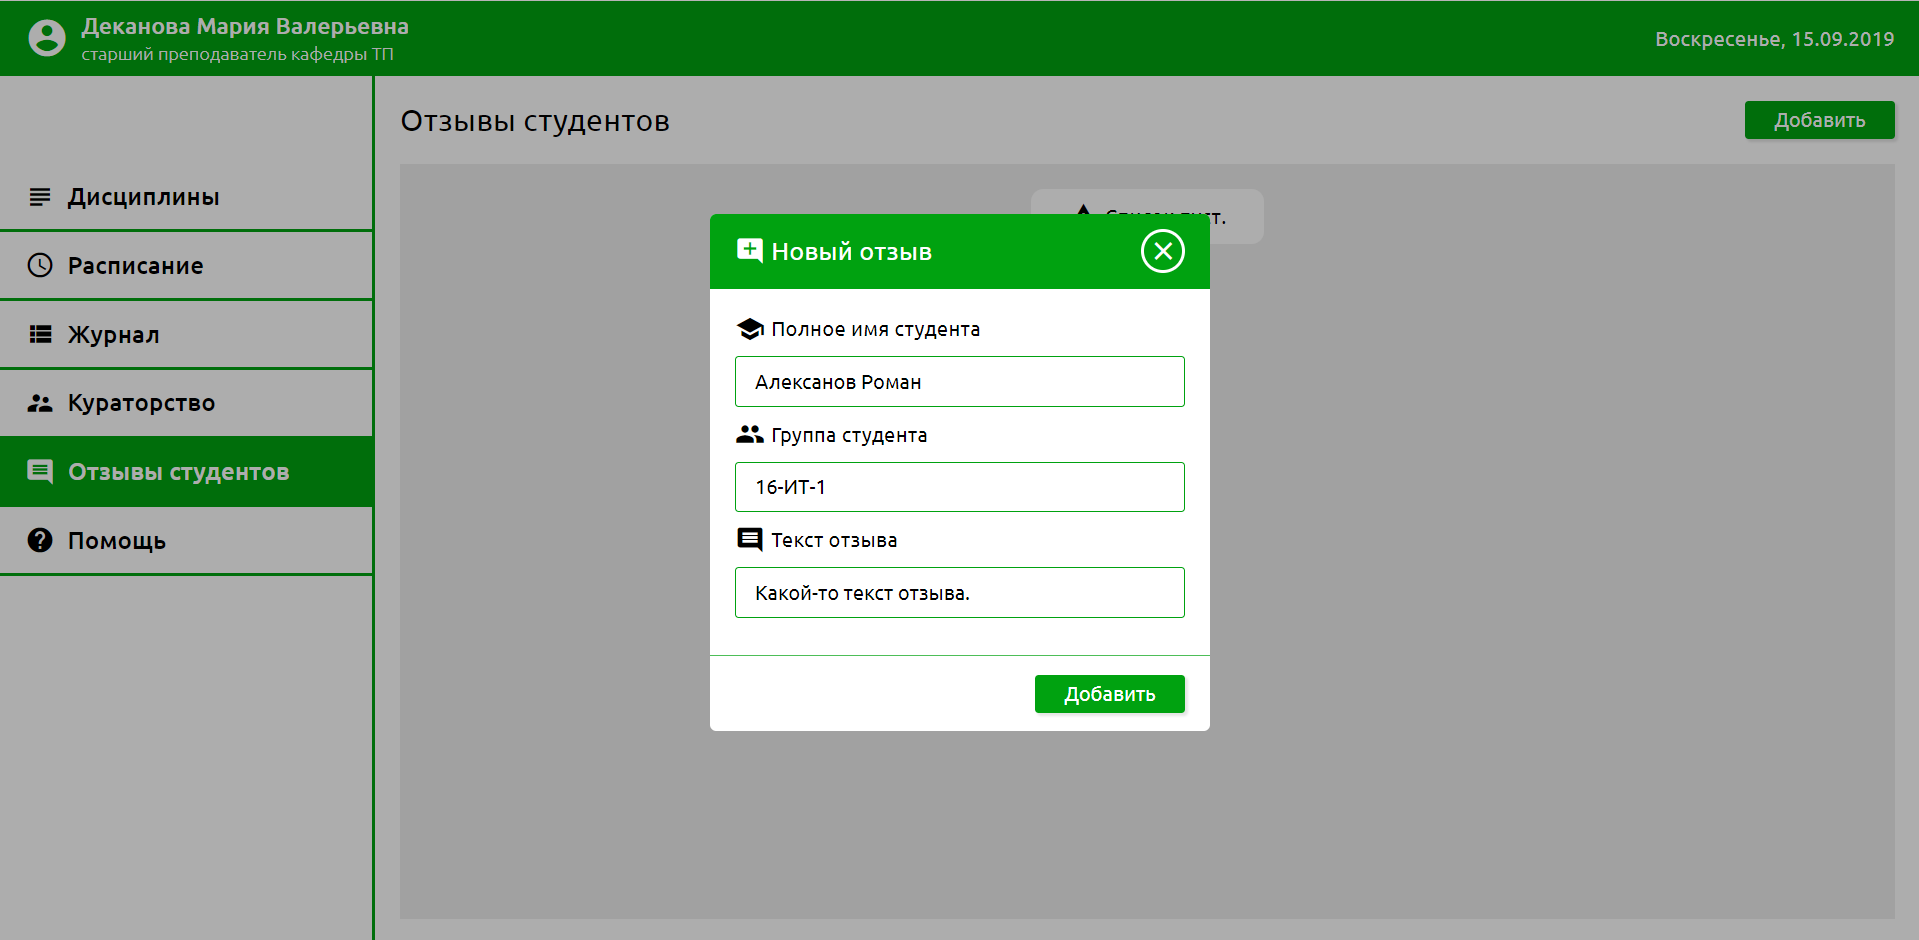 Деканова Мария Валерьевна
старший преподаватель кафедры ТП
Воскресенье, 15.09.2019
Дисциплины
Расписание
Журнал
Кураторство
Отзывы студентов
Помощь
Отзывы студентов
Добавить
Новый отзыв
Полное имя студента
Алексанов Роман
Группа студента
16-ИТ-1
Текст отзыва
Какой-то текст отзыва.
Добавить